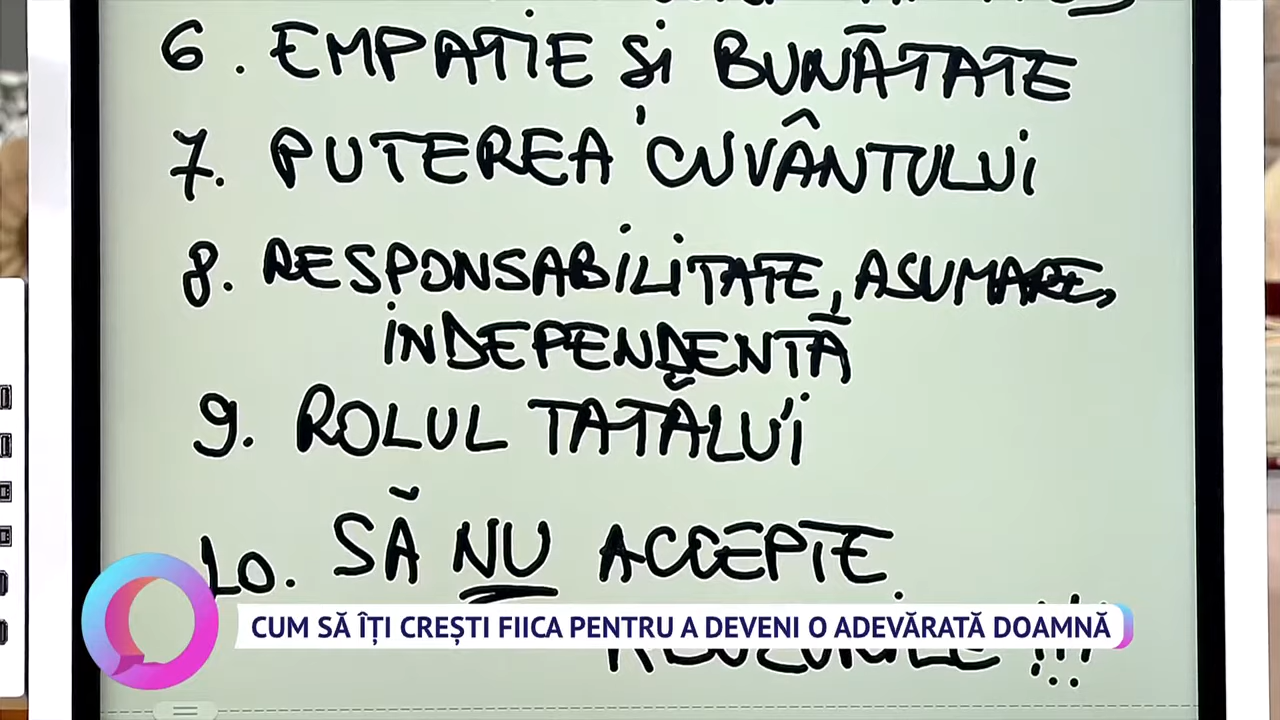 6. EMPATIE ȘI BUNĂTATE
7. PUTEREA CUVÂNTULUI
8. RESPONSABILITATE, ASUMARE,
INDEPENDENȚĂ
9. ROLUL TATĂLUI
10. SĂ NU ACCEPTE
!!!
CUM SĂ ÎȚI CREȘTI FIICA PENTRU A DEVENI O ADEVĂRATĂ DOAMNĂ